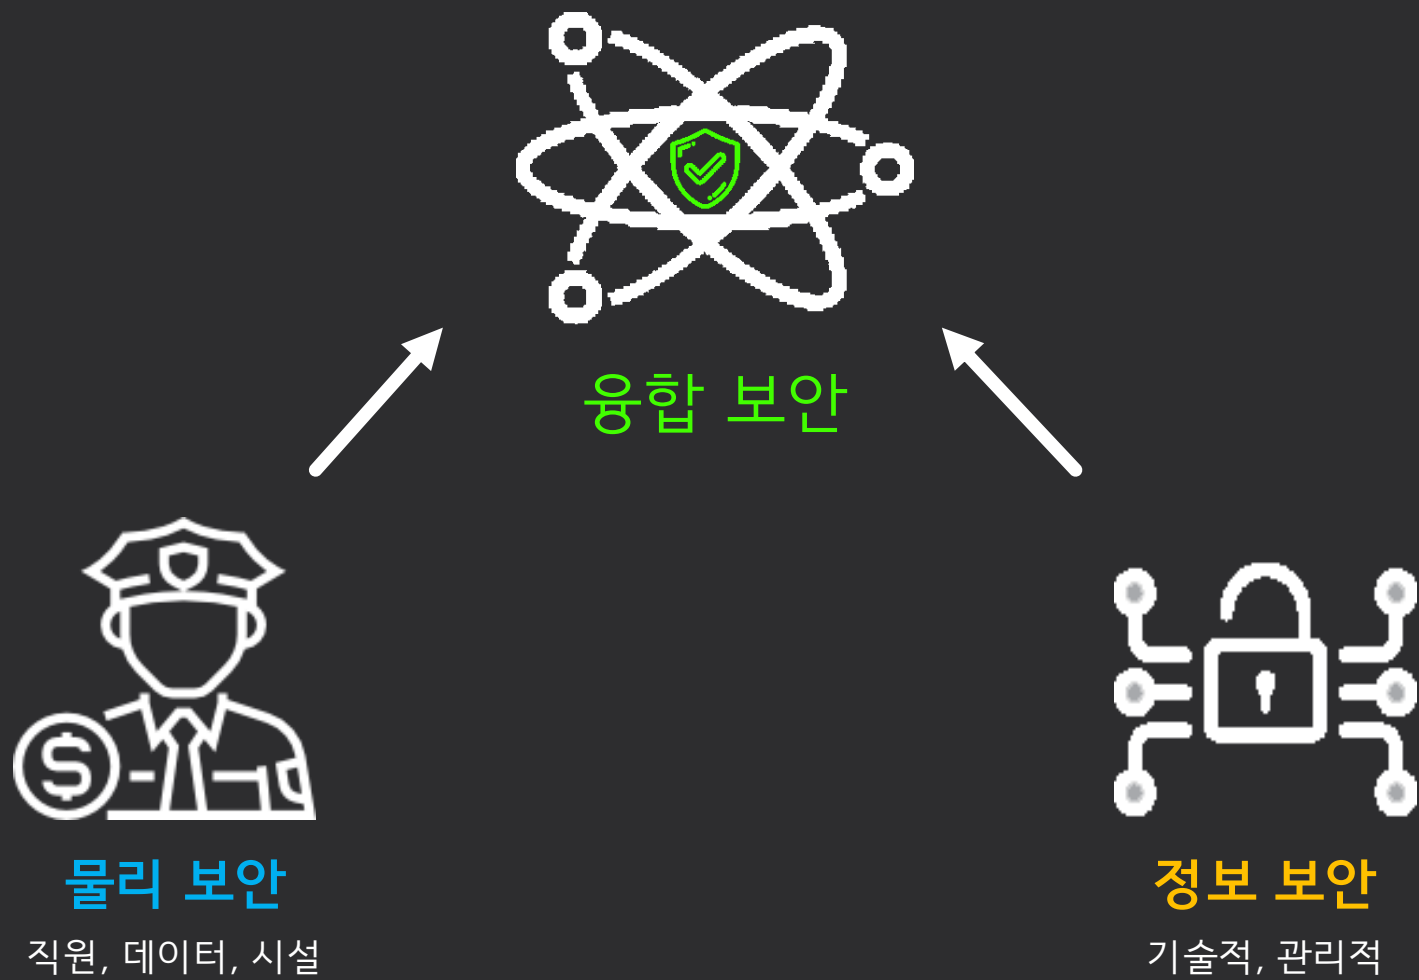 융합 보안
물리 보안
직원, 데이터, 시설
정보 보안
기술적, 관리적